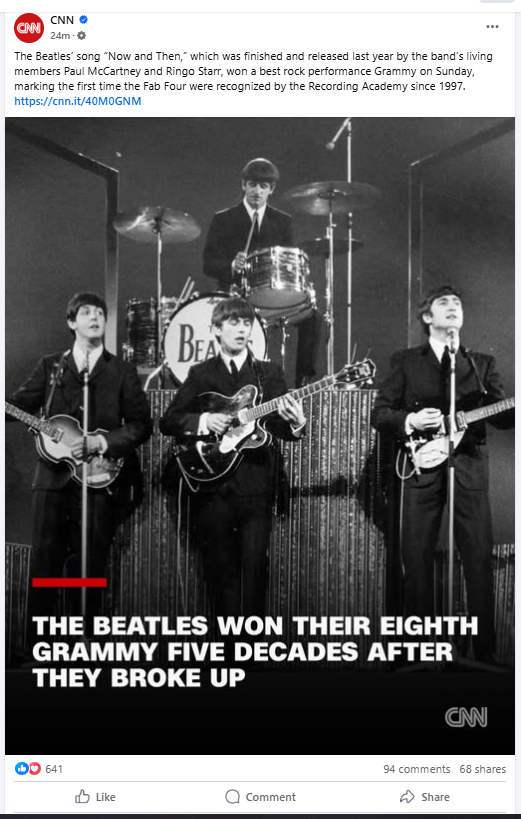 CNN
CNN
24m ·
The Beatles' song “Now and Then,” which was finished and released last year by the band's living
members Paul McCartney and Ringo Starr, won a best rock performance Grammy on Sunday,
marking the first time the Fab Four were recognized by the Recording Academy since 1997.
https://cnn.it/40M0GNM
BEA
THE BEATLES WON THEIR EIGHTH
GRAMMY FIVE DECADES AFTER
THEY BROKE UP
CNN
641
94 comments 68 shares
Like Comment Share